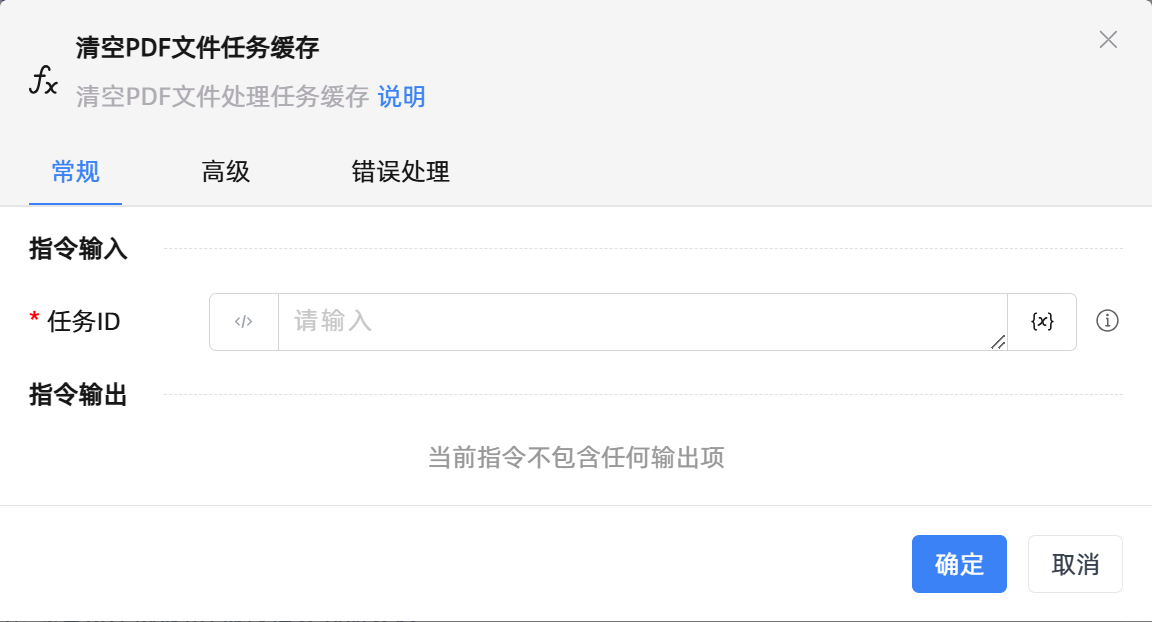 清空PDF文件任务缓存
fx
清空PDF文件处理任务缓存 说明
常规 高级 错误处理
指令输入
* 任务ID </> 请输入 {x}
指令输出
当前指令不包含任何输出项
确定 取消